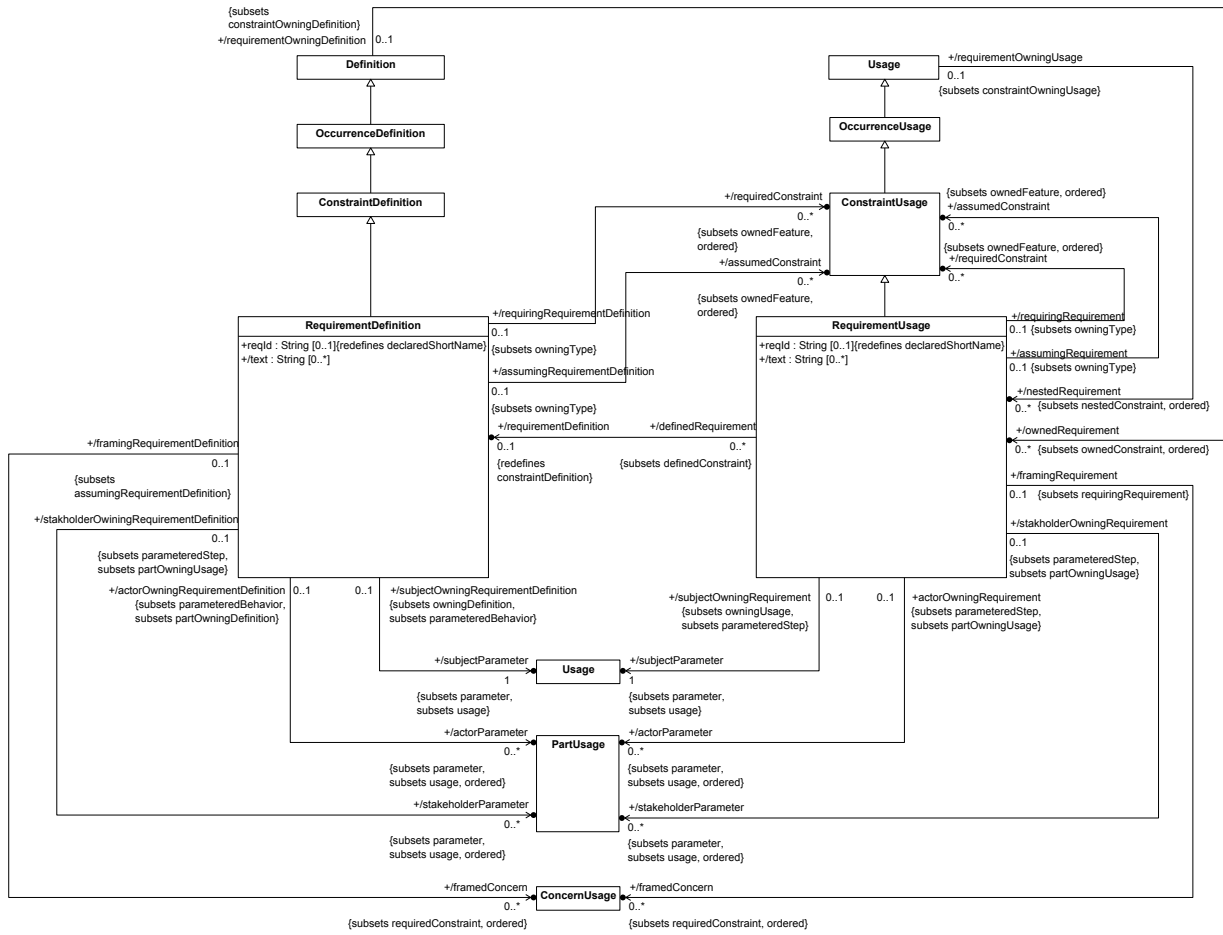 {subsets
constraintOwningDefinition}
+/requirementOwningDefinition
0..1
Definition
OccurrenceDefinition
ConstraintDefinition
Usage
+/requirementOwningUsage
0..1
{subsets constraintOwningUsage}
OccurrenceUsage
ConstraintUsage
+/requiredConstraint
0..*
{subsets ownedFeature,
ordered}
+/assumedConstraint
0..*
{subsets ownedFeature,
ordered}
{subsets ownedFeature, ordered}
+/assumedConstraint
0..*
{subsets ownedFeature, ordered}
+/requiredConstraint
0..*
RequirementDefinition
+reqId : String [0..1]{redefines declaredShortName}
+/text : String [0..*]
+/requiringRequirementDefinition
0..1
{subsets owningType}
+/assumingRequirementDefinition
0..1
{subsets owningType}
+/requirementDefinition
0..1
{redefines
constraintDefinition}
+/definedRequirement
0..*
{subsets definedConstraint}
RequirementUsage
+reqId : String [0..1]{redefines declaredShortName}
+/text : String [0..*]
+/requiringRequirement
0..1 {subsets owningType}
+/assumingRequirement
0..1 {subsets owningType}
+/nestedRequirement
0..* {subsets nestedConstraint, ordered}
+/ownedRequirement
0..* {subsets ownedConstraint, ordered}
+/framingRequirement
0..1 {subsets requiringRequirement}
+/stakholderOwningRequirement
0..1
{subsets parameteredStep,
subsets partOwningUsage}
+/framingRequirementDefinition
0..1
{subsets
assumingRequirementDefinition}
+/stakholderOwiningRequirementDefinition
0..1
{subsets parameteredStep,
subsets partOwningUsage}
+/actorOwningRequirementDefinition
0..1
{subsets parameteredBehavior,
subsets partOwningDefinition}
0..1
+/subjectOwningRequirementDefinition
{subsets owningDefinition,
subsets parameteredBehavior}
+/subjectOwningRequirement
0..1
{subsets owningUsage,
subsets parameteredStep}
0..1
+actorOwningRequirement
{subsets parameteredStep,
subsets partOwningUsage}
+/subjectParameter
1
{subsets parameter,
subsets usage}
Usage
+/subjectParameter
1
{subsets parameter,
subsets usage}
+/actorParameter
0..*
{subsets parameter,
subsets usage, ordered}
PartUsage
+/actorParameter
0..*
{subsets parameter,
subsets usage, ordered}
+/stakeholderParameter
0..*
{subsets parameter,
subsets usage, ordered}
+/stakeholderParameter
0..*
{subsets parameter,
subsets usage, ordered}
+/framedConcern
0..*
{subsets requiredConstraint, ordered}
ConcernUsage
+/framedConcern
0..*
{subsets requiredConstraint, ordered}